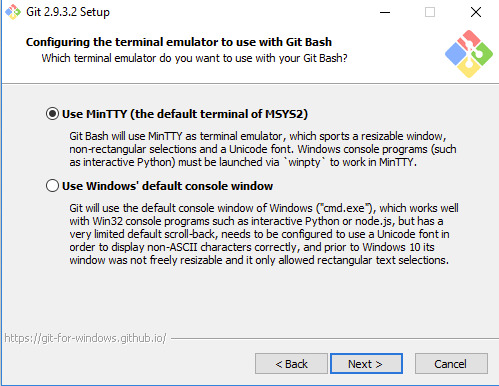 Git 2.9.3.2 Setup
Configuring the terminal emulator to use with Git Bash
Which terminal emulator do you want to use with your Git Bash?
Use MinTTY (the default terminal of MSYS2)
Git Bash will use MinTTY as terminal emulator, which sports a resizable window,
non-rectangular selections and a Unicode font. Windows console programs (such
as interactive Python) must be launched via `winpty` to work in MinTTY.
Use Windows' default console window
Git will use the default console window of Windows ("cmd.exe"), which works well
with Win32 console programs such as interactive Python or node.js, but has a
very limited default scroll-back, needs to be configured to use a Unicode font in
order to display non-ASCII characters correctly, and prior to Windows 10 its
window was not freely resizable and it only allowed rectangular text selections.
https://git-for-windows.github.io/
< Back Next > Cancel